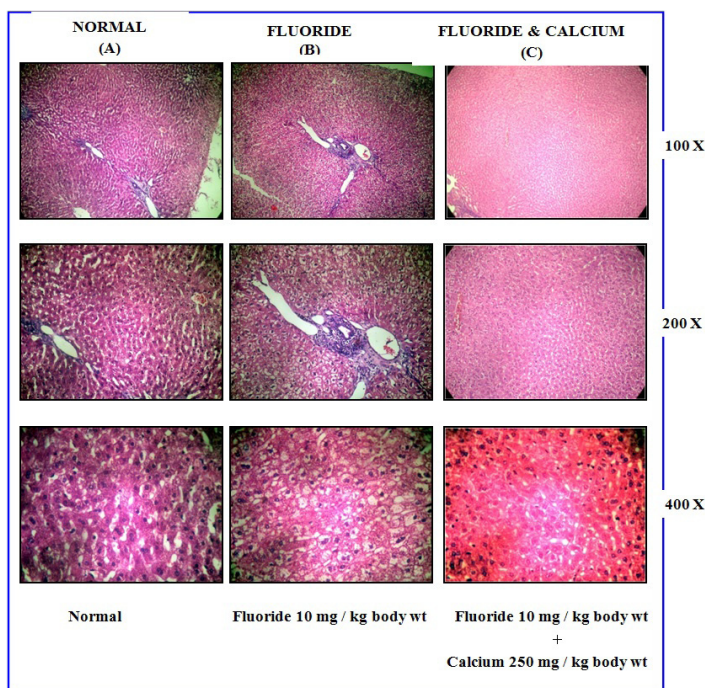 NORMAL
(A)
FLUORIDE
(B)
FLUORIDE & CALCIUM
(C)
100 X
200 X
400 X
Normal
Fluoride 10 mg / kg body wt
Fluoride 10 mg / kg body wt
+
Calcium 250 mg / kg body wt